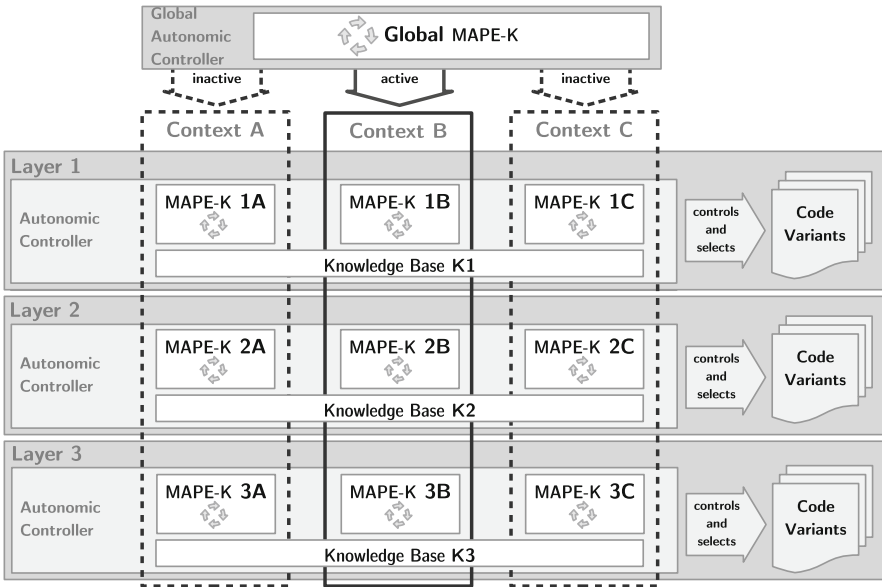 Global
Autonomic
Controller
Global MAPE-K
inactive
active
inactive
Context A
Context B
Context C
Layer 1
Autonomic
Controller
MAPE-K 1A
MAPE-K 1B
MAPE-K 1C
Knowledge Base K1
controls
and
selects
Code
Variants
Layer 2
Autonomic
Controller
MAPE-K 2A
MAPE-K 2B
MAPE-K 2C
Knowledge Base K2
controls
and
selects
Code
Variants
Layer 3
Autonomic
Controller
MAPE-K 3A
MAPE-K 3B
MAPE-K 3C
Knowledge Base K3
controls
and
selects
Code
Variants